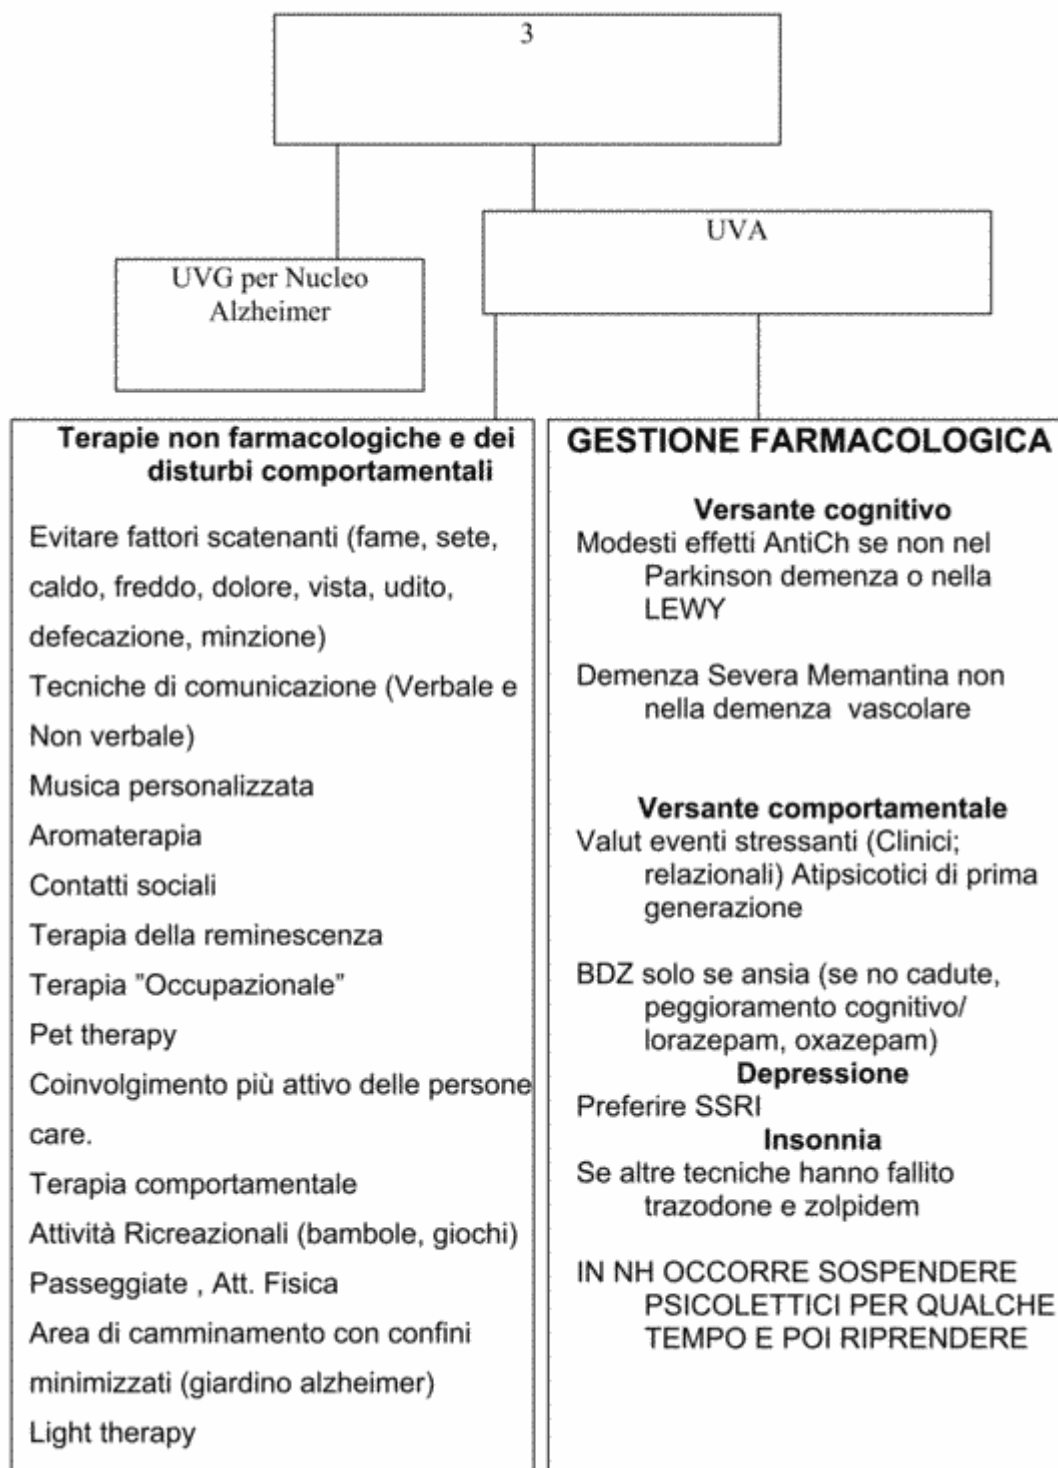 3
UVA
UVG per Nucleo
Alzheimer
Terapie non farmacologiche e dei
disturbi comportamentali
Evitare fattori scatenanti (fame, sete,
caldo, freddo, dolore, vista, udito,
defecazione, minzione)
Tecniche di comunicazione (Verbale e
Non verbale)
Musica personalizzata
Aromaterapia
Contatti sociali
Terapia della reminescenza
Terapia "Occupazionale"
Pet therapy
Coinvolgimento più attivo delle persone
care.
Terapia comportamentale
Attività Ricreazionali (bambole, giochi)
Passeggiate , Att. Fisica
Area di camminamento con confini
minimizzati (giardino alzheimer)
Light therapy
GESTIONE FARMACOLOGICA
Versante cognitivo
Modesti effetti AntiCh se non nel
Parkinson demenza o nella
LEWY
Demenza Severa Memantina non
nella demenza vascolare
Versante comportamentale
Valut eventi stressanti (Clinici;
relazionali) Atipsicotici di prima
generazione
BDZ solo se ansia (se no cadute,
peggioramento cognitivo/
lorazepam, oxazepam)
Depressione
Preferire SSRI
Insonnia
Se altre tecniche hanno fallito
trazodone e zolpidem
IN NH OCCORRE SOSPENDERE
PSICOLETTICI PER QUALCHE
TEMPO E POI RIPRENDERE